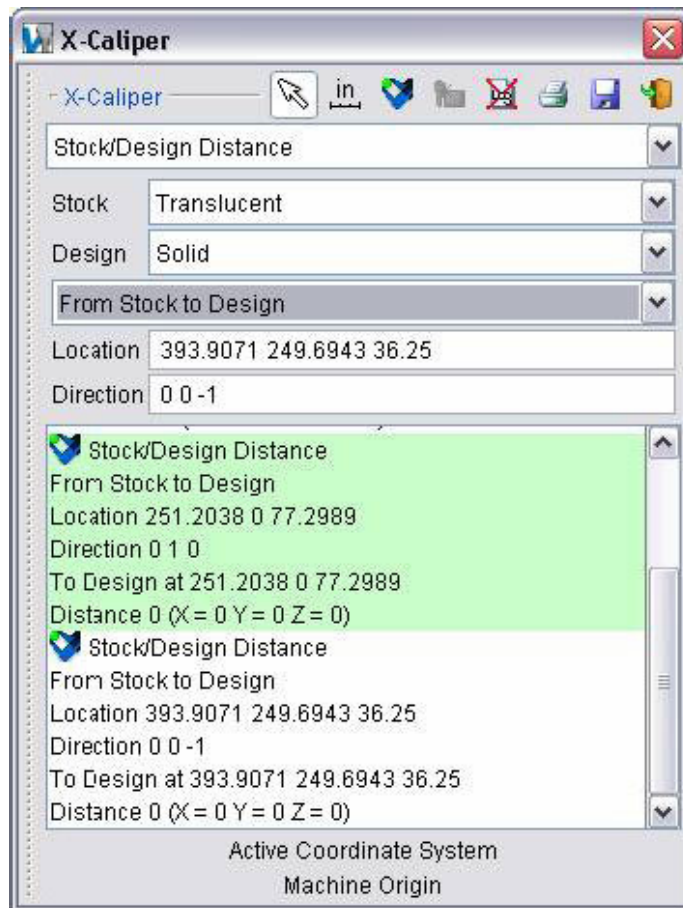 X-Caliper
X-Caliper in
Stock/Design Distance
Stock Translucent
Design Solid
From Stock to Design
Location 393.9071 249.6943 36.25
Direction 0 0 -1
Stock/Design Distance
From Stock to Design
Location 251.2038 0 77.2989
Direction 0 1 0
To Design at 251.2038 0 77.2989
Distance 0 (X = 0 Y = 0 Z = 0)
Stock/Design Distance
From Stock to Design
Location 393.9071 249.6943 36.25
Direction 0 0 -1
To Design at 393.9071 249.6943 36.25
Distance 0 (X = 0 Y = 0 Z = 0)
Active Coordinate System
Machine Origin